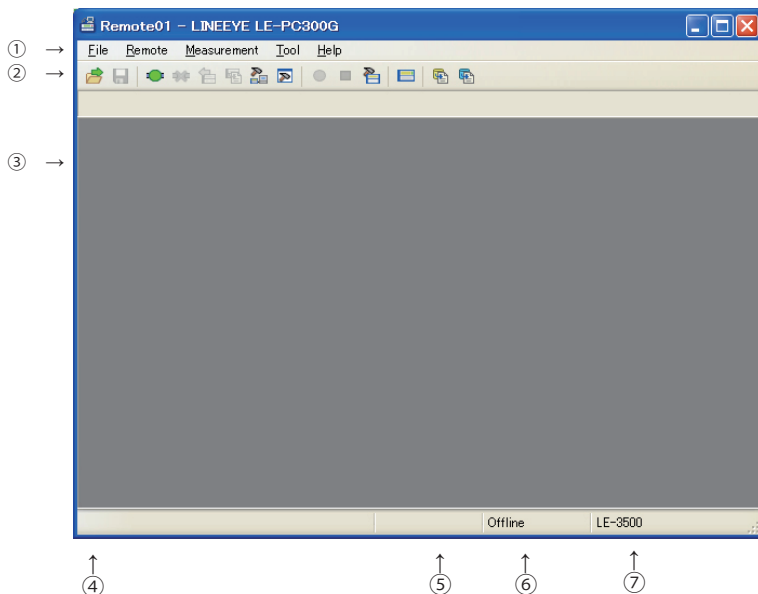 Remote01 - LINEEYE LE-PC300G
① → File Remote Measurement Tool Help
② →
③ →
Offline LE-3500
↑ ↑ ↑ ↑
④ ⑤ ⑥ ⑦